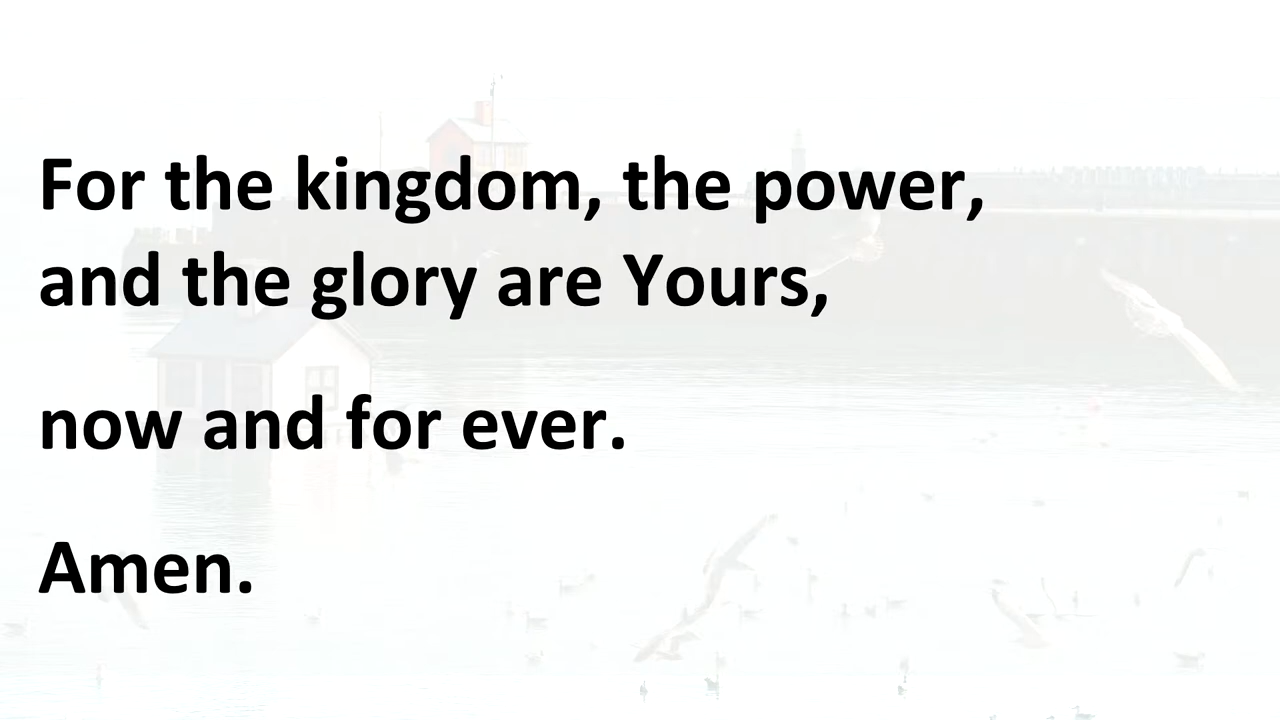 For the kingdom, the power,
and the glory are Yours,
now and for ever.
Amen.